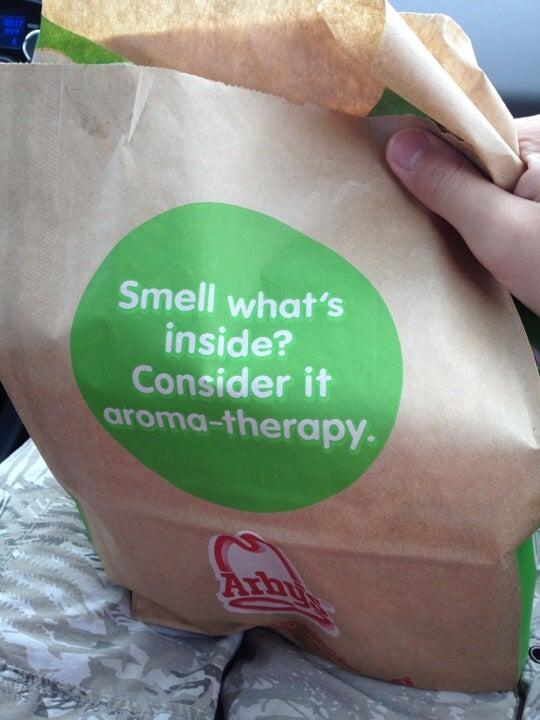 Smell what's
inside?
Consider it
aroma-therapy.
Arby's